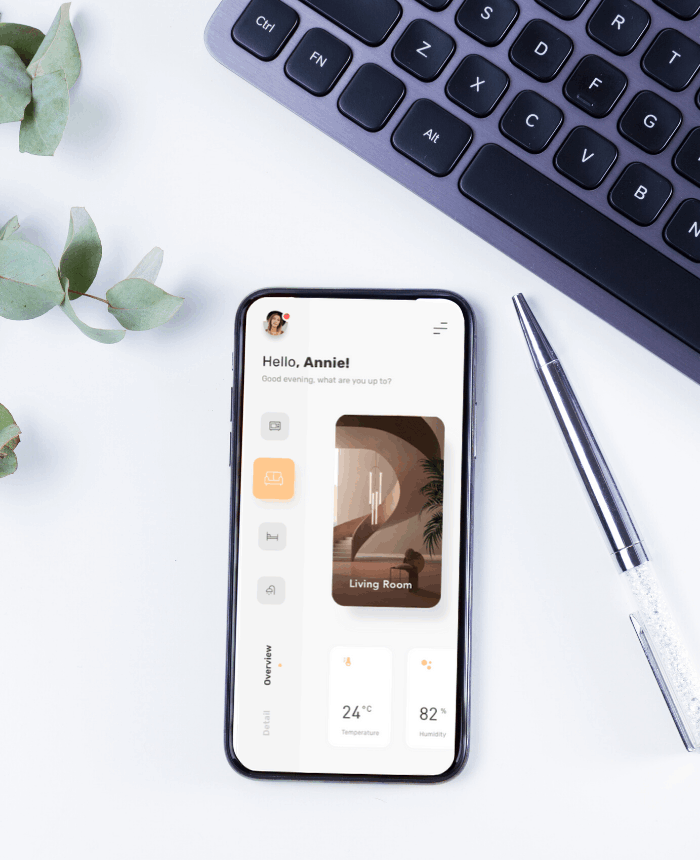 Ctrl
S
R
FN
Z
D
T
X
F
Alt
C
G
V
B
N
Hello, Annie!
Good evening, what are you up to?
Living Room
Overview
Detail
24 °C
Temperature
82 %
Humidity